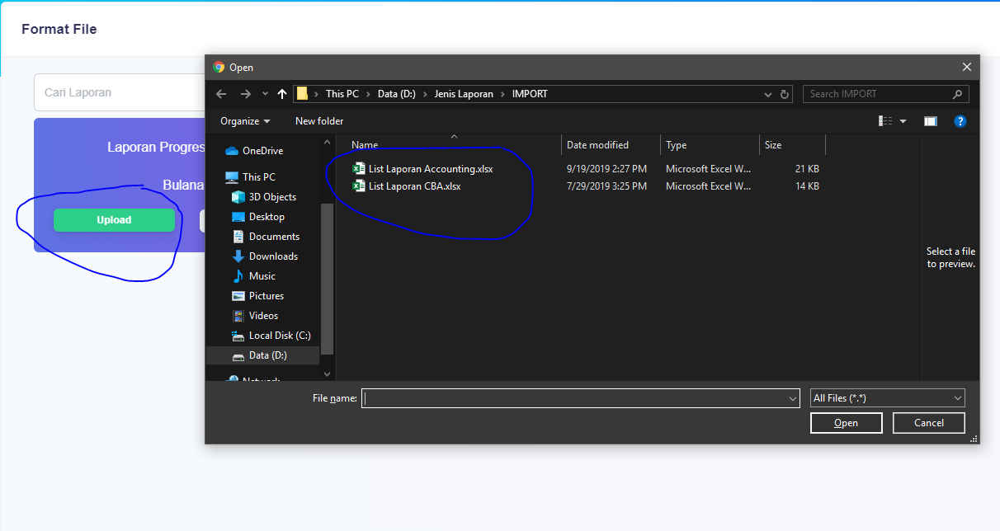 Format File
Cari Laporan
Laporan Progres
Bulana
Upload
Open
This PC > Data (D:) > Jenis Laporan > IMPORT
Search IMPORT
Organize
New folder
?
OneDrive
This PC
3D Objects
Desktop
Documents
Downloads
Music
Pictures
Videos
Local Disk (C:)
Data (D:)
Network
Name Date modified Type Size
List Laporan Accounting.xlsx 9/19/2019 2:27 PM Microsoft Excel W... 21 KB
List Laporan CBA.xlsx 7/29/2019 3:25 PM Microsoft Excel W... 14 KB
Select a file
to preview.
File name:
All Files (*.*)
Open
Cancel